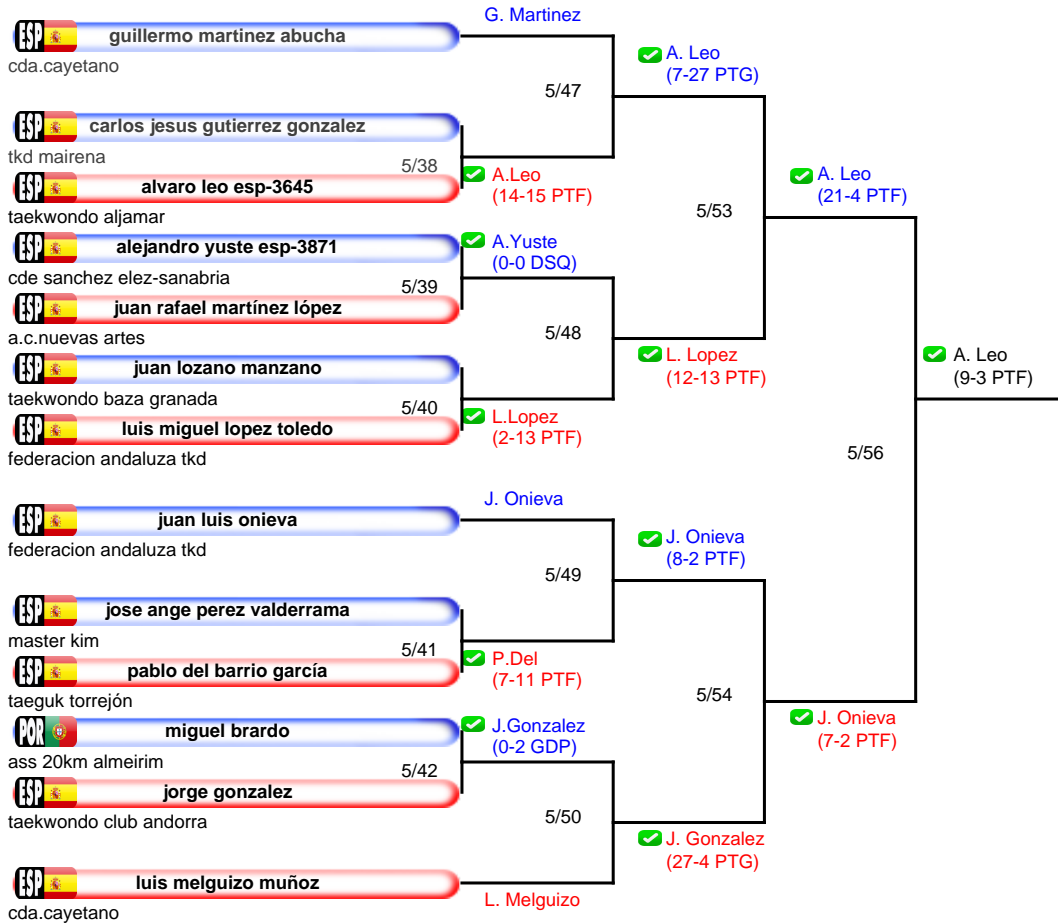 G. Martinez
ESP guillermo martinez abucha
cda.cayetano
A. Leo
(7-27 PTG)
5/47
ESP carlos jesus gutierrez gonzalez
tkd mairena
5/38
A.Leo
(14-15 PTF)
ESP alvaro leo esp-3645
taekwondo aljamar
A. Leo
(21-4 PTF)
5/53
ESP alejandro yuste esp-3871
A.Yuste
(0-0 DSQ)
cde sanchez elez-sanabria
5/39
ESP juan rafael martínez lópez
a.c.nuevas artes
5/48
L. Lopez
(12-13 PTF)
ESP juan lozano manzano
taekwondo baza granada
5/40
L.Lopez
(2-13 PTF)
ESP luis miguel lopez toledo
federacion andaluza tkd
A. Leo
(9-3 PTF)
5/56
J. Onieva
ESP juan luis onieva
federacion andaluza tkd
J. Onieva
(8-2 PTF)
5/49
ESP jose ange perez valderrama
master kim
5/41
P.Del
(7-11 PTF)
ESP pablo del barrio garcía
taeguk torrejón
5/54
J. Onieva
(7-2 PTF)
POR miguel brardo
J.Gonzalez
(0-2 GDP)
ass 20km almeirim
5/42
ESP jorge gonzalez
taekwondo club andorra
5/50
J. Gonzalez
(27-4 PTG)
ESP luis melguizo muñoz
L. Melguizo
cda.cayetano